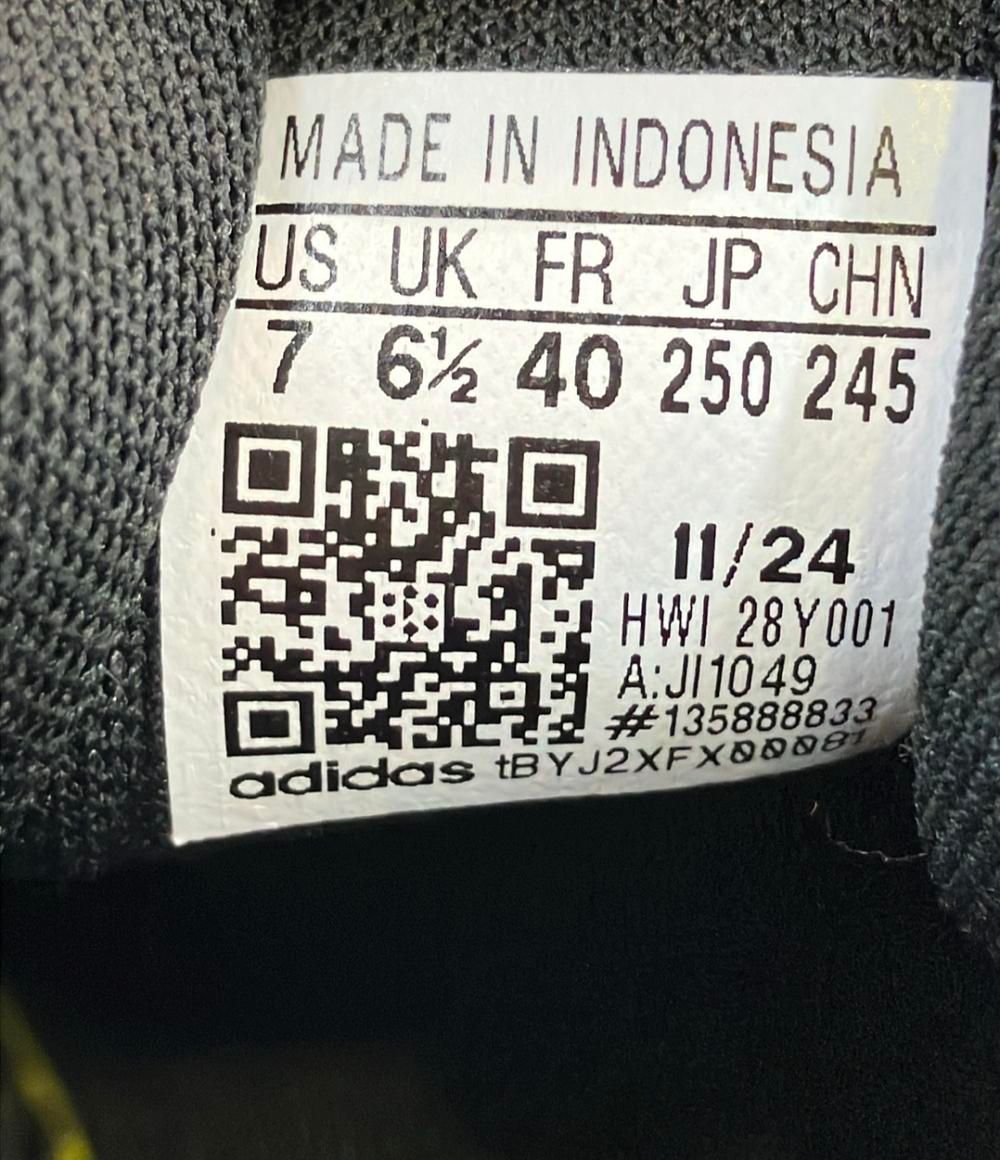 MADE IN INDONESIA
US UK FR JP CHN
7 6½ 40 250 245
11/24
HWI 28Y001
A:JI1049
#135888833
adidas tBYJ2XFX00081